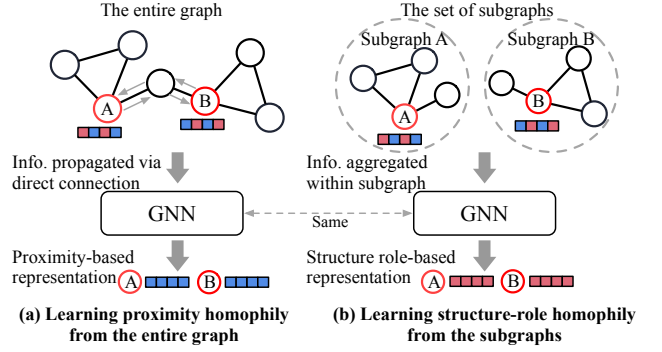 The entire graph
A
B
Info. propagated via
direct connection
GNN
Proximity-based
representation
A
B
(a) Learning proximity homophily
from the entire graph
Same
The set of subgraphs
Subgraph A
Subgraph B
A
B
Info. aggregated
within subgraph
GNN
Structure role-based
representation
A
B
(b) Learning structure-role homophily
from the subgraphs